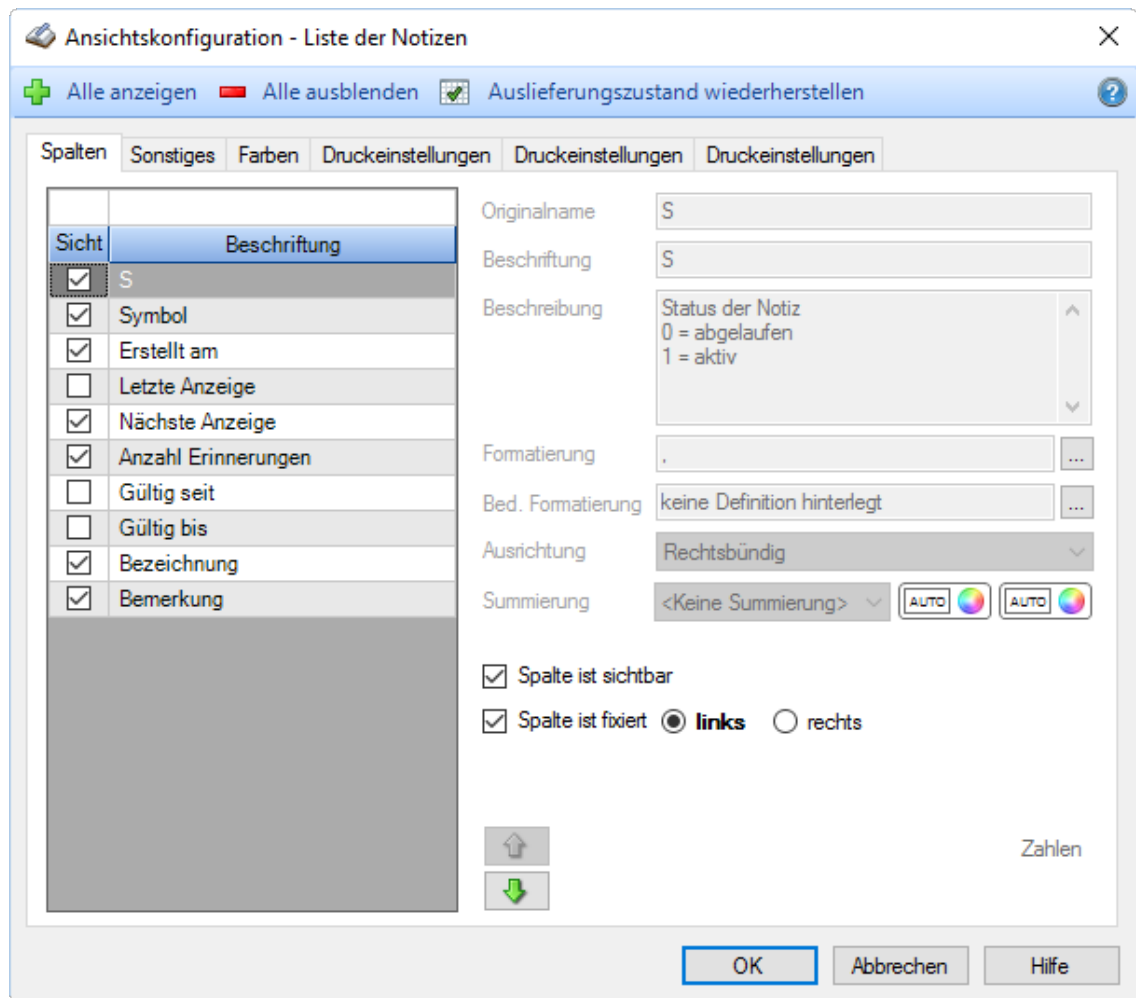 Ansichtskonfiguration - Liste der Notizen
Alle anzeigen Alle ausblenden Auslieferungszustand wiederherstellen
Spalten Sonstiges Farben Druckeinstellungen Druckeinstellungen Druckeinstellungen
Sicht Beschriftung
S
Symbol
Erstellt am
Letzte Anzeige
Nächste Anzeige
Anzahl Erinnerungen
Gültig seit
Gültig bis
Bezeichnung
Bemerkung
Originalname S
Beschriftung S
Beschreibung Status der Notiz
0 = abgelaufen
1 = aktiv
Formatierung , ...
Bed. Formatierung keine Definition hinterlegt ...
Ausrichtung Rechtsbündig
Summierung <Keine Summierung> AUTO AUTO
Spalte ist sichtbar
Spalte ist fixiert links rechts
Zahlen
OK Abbrechen Hilfe